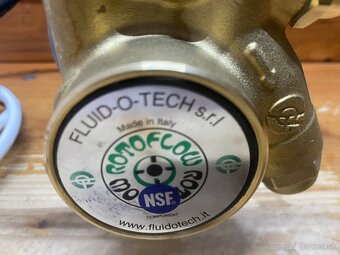 FLUID-O-TECH s.r.l
Made in Italy
ROTOFLOW
NSF
COMPONENT
www.fluidotech.it